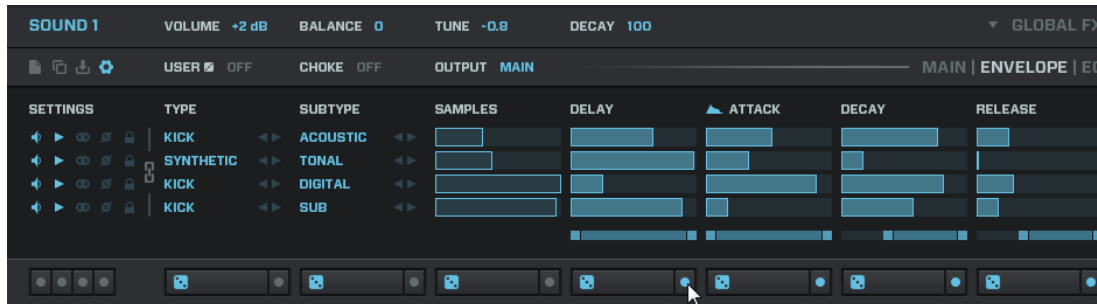 SOUND 1 VOLUME +2 dB BALANCE 0 TUNE -0.8 DECAY 100 GLOBAL FX
USER OFF CHOKE OFF OUTPUT MAIN MAIN | ENVELOPE | EQ
SETTINGS TYPE SUBTYPE SAMPLES DELAY ATTACK DECAY RELEASE
KICK ACOUSTIC
SYNTHETIC TONAL
KICK DIGITAL
KICK SUB